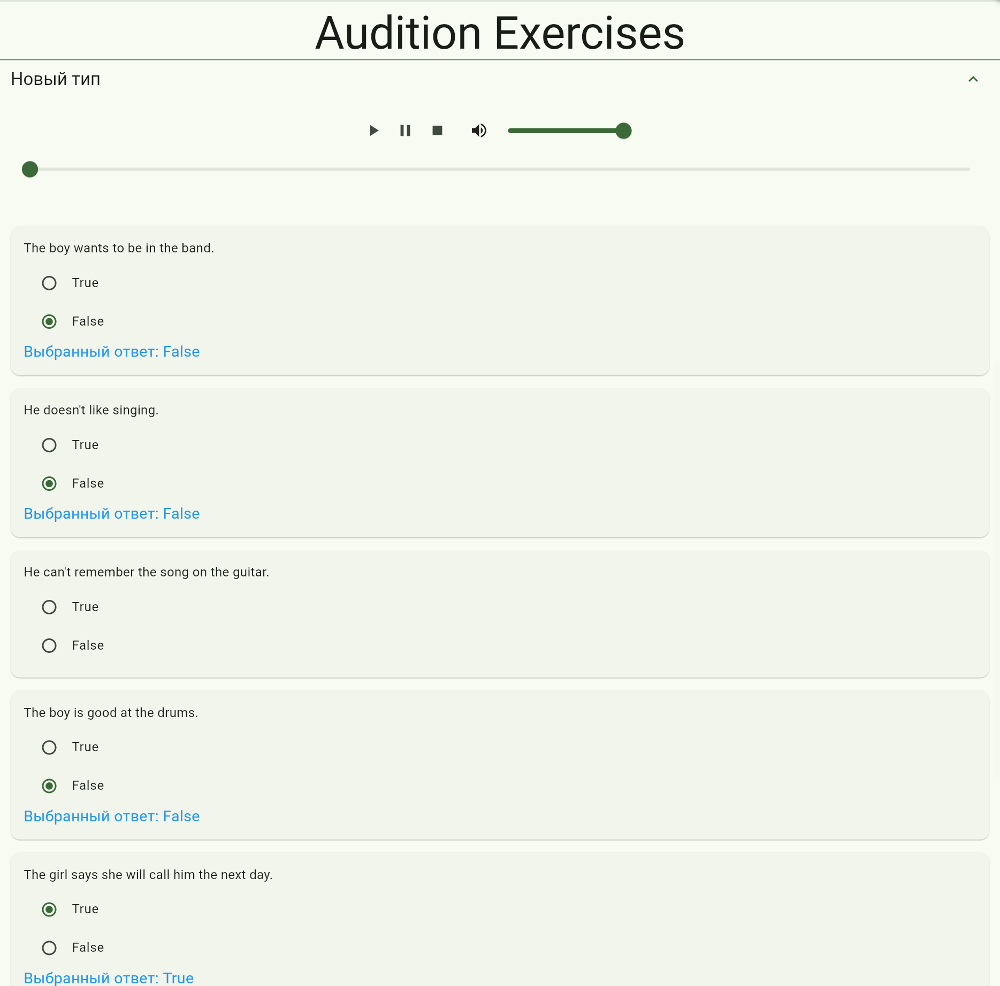 Audition Exercises
Новый тип
The boy wants to be in the band.
True
False
Выбранный ответ: False
He doesn't like singing.
True
False
Выбранный ответ: False
He can't remember the song on the guitar.
True
False
The boy is good at the drums.
True
False
Выбранный ответ: False
The girl says she will call him the next day.
True
False
Выбранный ответ: True